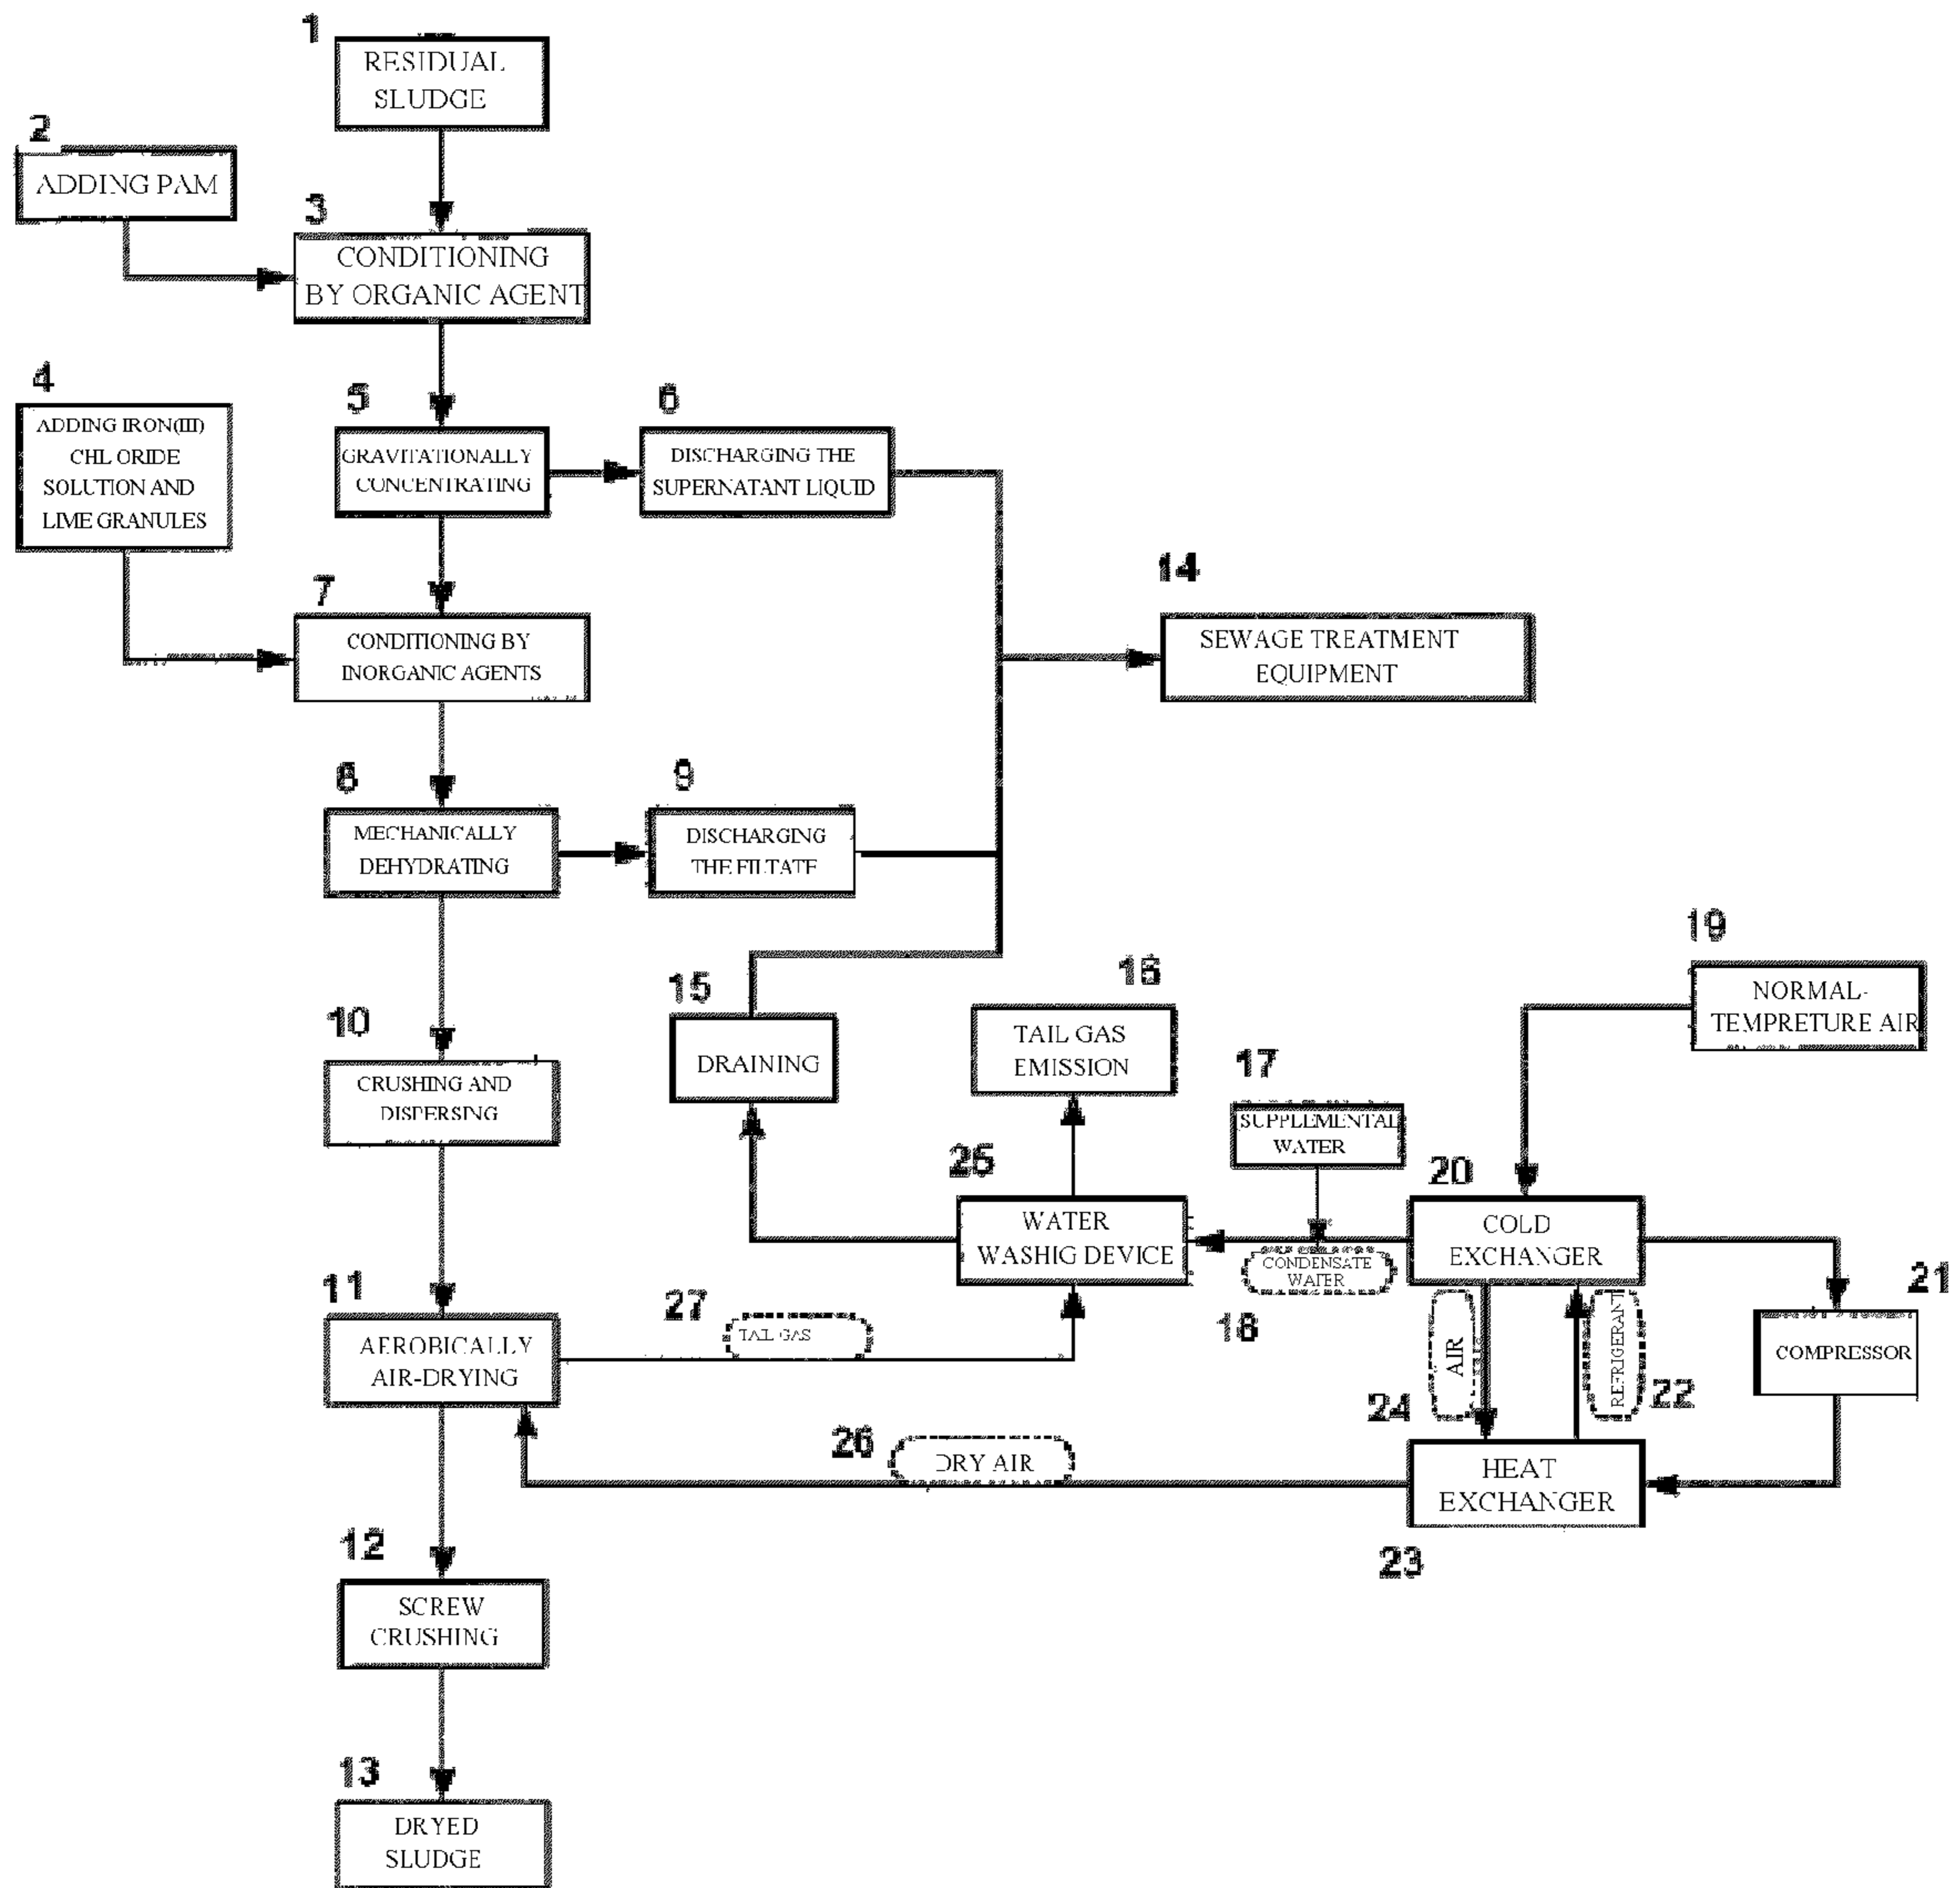 1
RESIDUAL
SLUDGE
2
ADDING PAM
3
CONDITIONING
BY ORGANIC AGENT
4
ADDING IRON(III)
CHLORIDE
SOLUTION AND
LIME GRANULES
5
GRAVITATIONALLY
CONCENTRATING
6
DISCHARGING THE
SUPERNATANT LIQUID
7
CONDITIONING BY
INORGANIC AGENTS
14
SEWAGE TREATMENT
EQUIPMENT
8
MECHANICALLY
DEHYDRATING
9
DISCHARGING
THE FILTATE
10
CRUSHING AND
DISPERSING
15
DRAINING
16
TAIL GAS
EMISSION
17
SUPPLEMENTAL
WATER
19
NORMAL-
TEMPRETURE AIR
20
COLD
EXCHANGER
25
WATER
WASHIG DEVICE
CONDENSATE
WATER
18
11
AEROBICALLY
AIR-DRYING
27
TAIL GAS
AIR
24
REFRIGERANT
22
21
COMPRESSOR
26
DRY AIR
HEAT
EXCHANGER
23
12
SCREW
CRUSHING
13
DRYED
SLUDGE